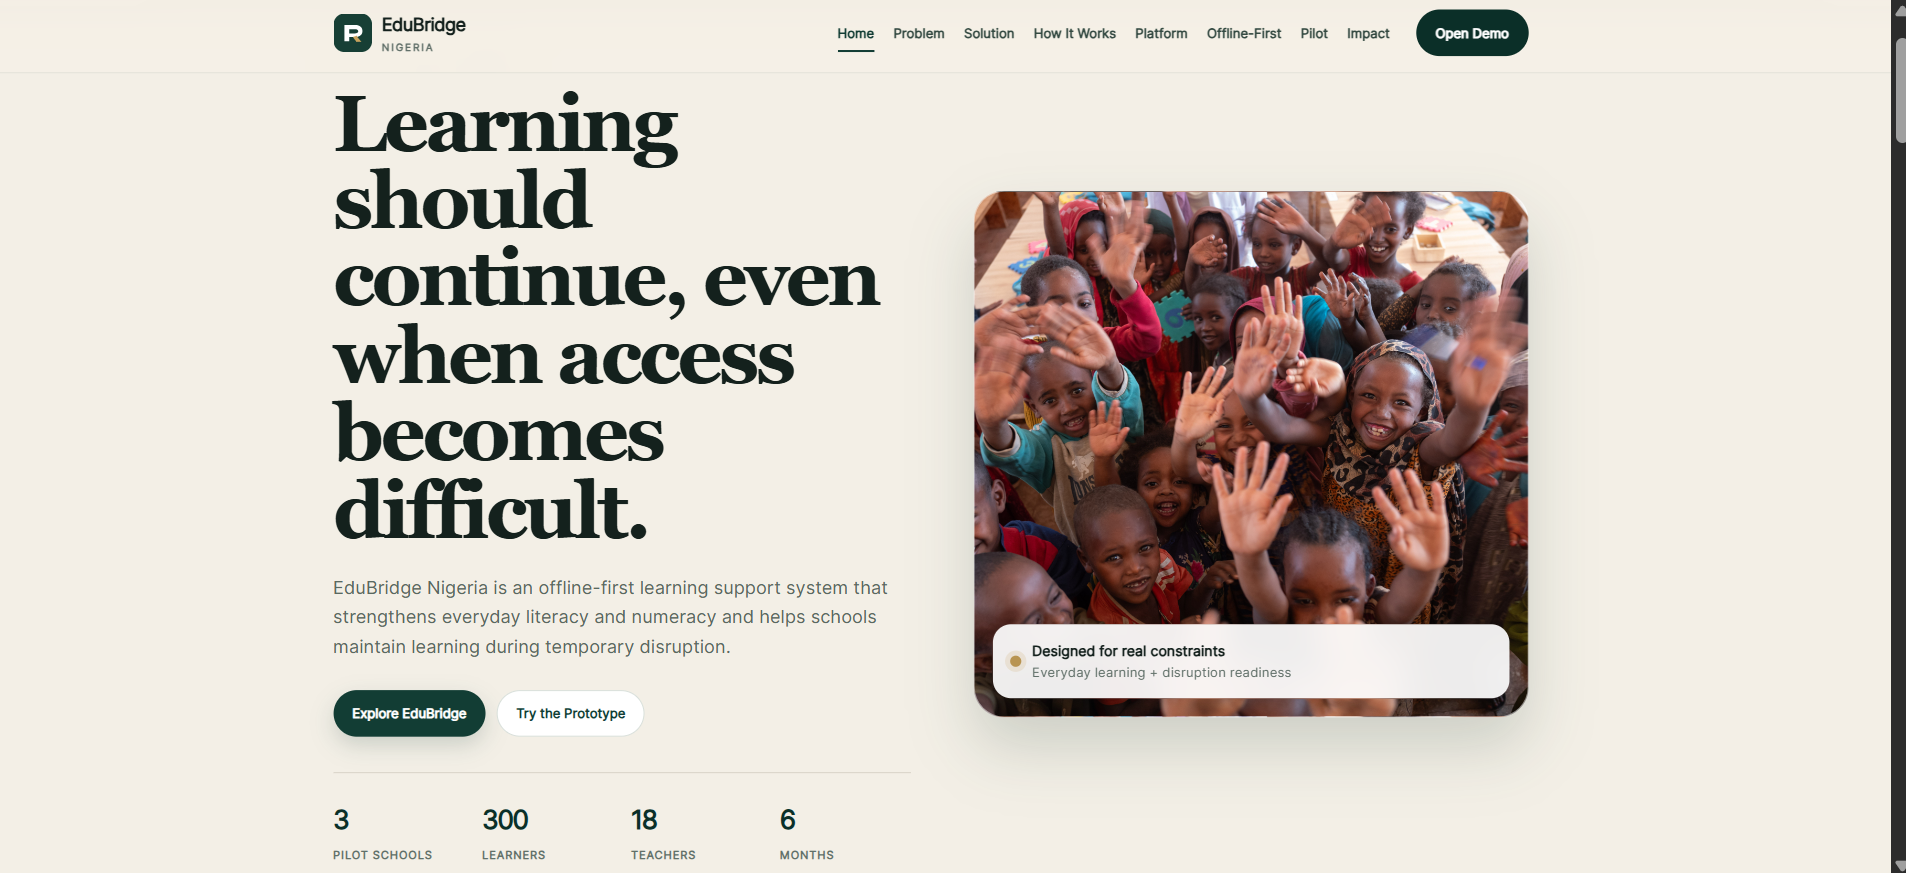 EduBridge
NIGERIA
Home Problem Solution How It Works Platform Offline-First Pilot Impact Open Demo
Learning
should
continue, even
when access
becomes
difficult.
EduBridge Nigeria is an offline-first learning support system that
strengthens everyday literacy and numeracy and helps schools
maintain learning during temporary disruption.
Explore EduBridge Try the Prototype
3 300 18 6
PILOT SCHOOLS LEARNERS TEACHERS MONTHS
Designed for real constraints
Everyday learning + disruption readiness